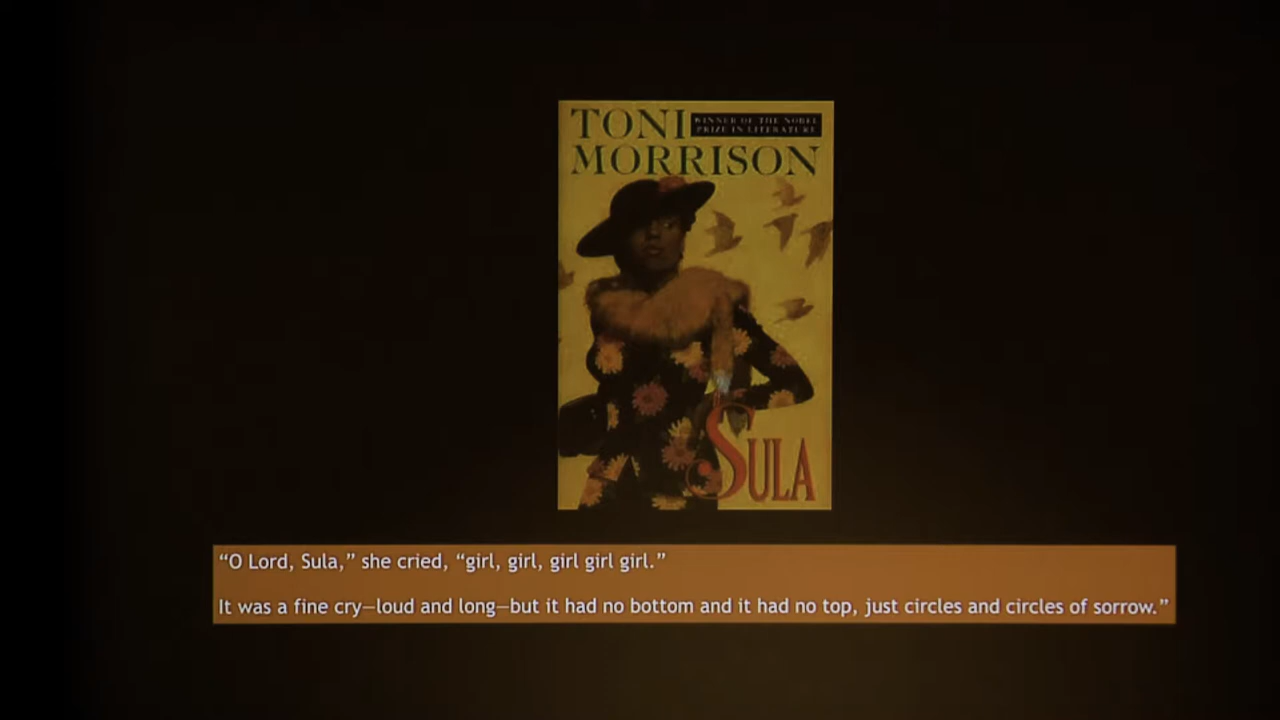 TONI
WINNER OF THE NOBEL
PRIZE IN LITERATURE
MORRISON
SULA
“O Lord, Sula,” she cried, “girl, girl, girl girl girl.”
It was a fine cry—loud and long—but it had no bottom and it had no top, just circles and circles of sorrow.”